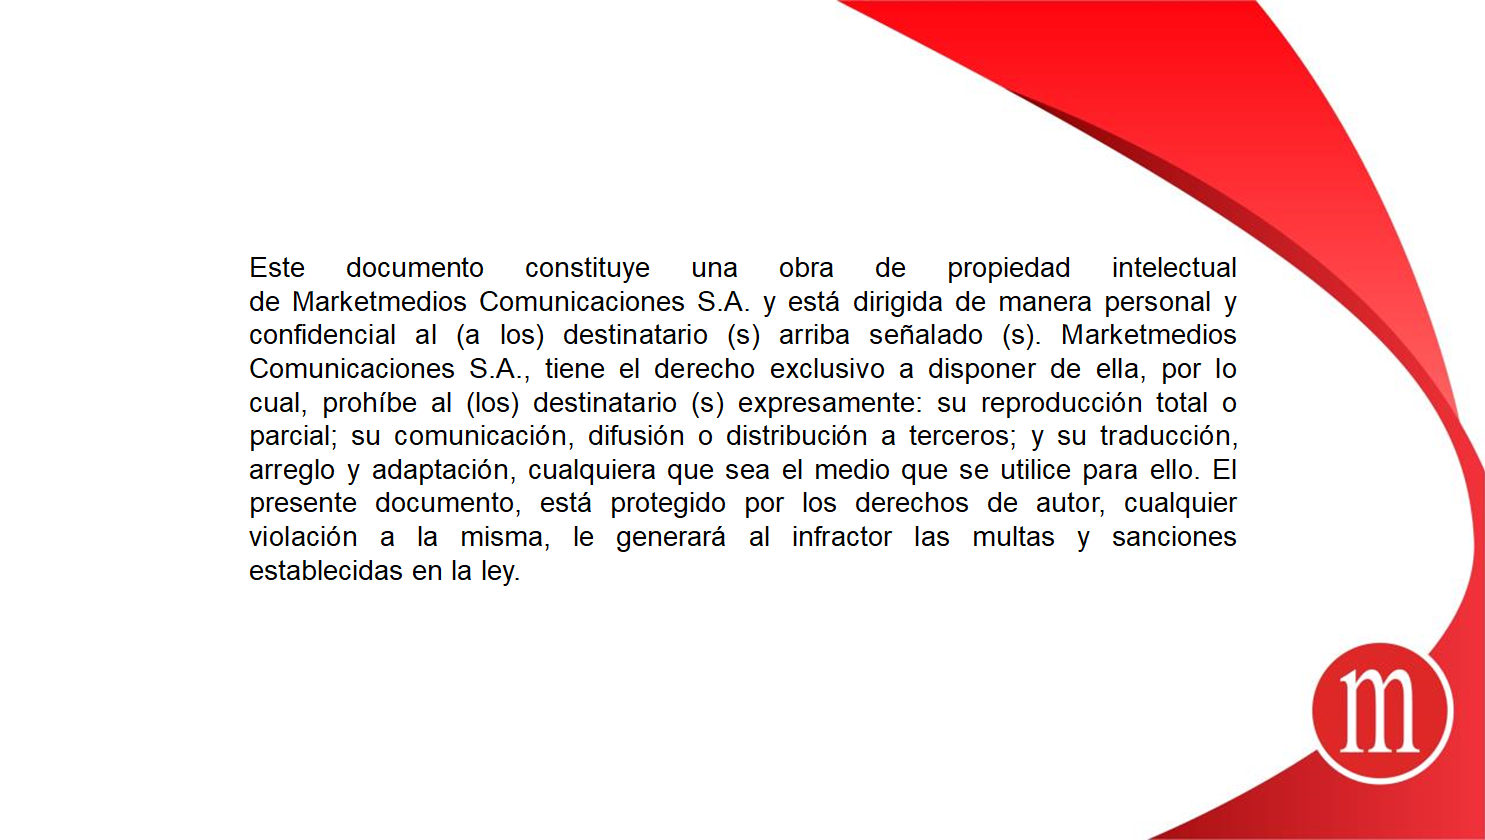 Este documento constituye una obra de propiedad intelectual
de Marketmedios Comunicaciones S.A. y está dirigida de manera personal y
confidencial al (a los) destinatario (s) arriba señalado (s). Marketmedios
Comunicaciones S.A., tiene el derecho exclusivo a disponer de ella, por lo
cual, prohíbe al (los) destinatario (s) expresamente: su reproducción total o
parcial; su comunicación, difusión o distribución a terceros; y su traducción,
arreglo y adaptación, cualquiera que sea el medio que se utilice para ello. El
presente documento, está protegido por los derechos de autor, cualquier
violación a la misma, le generará al infractor las multas y sanciones
establecidas en la ley.
m